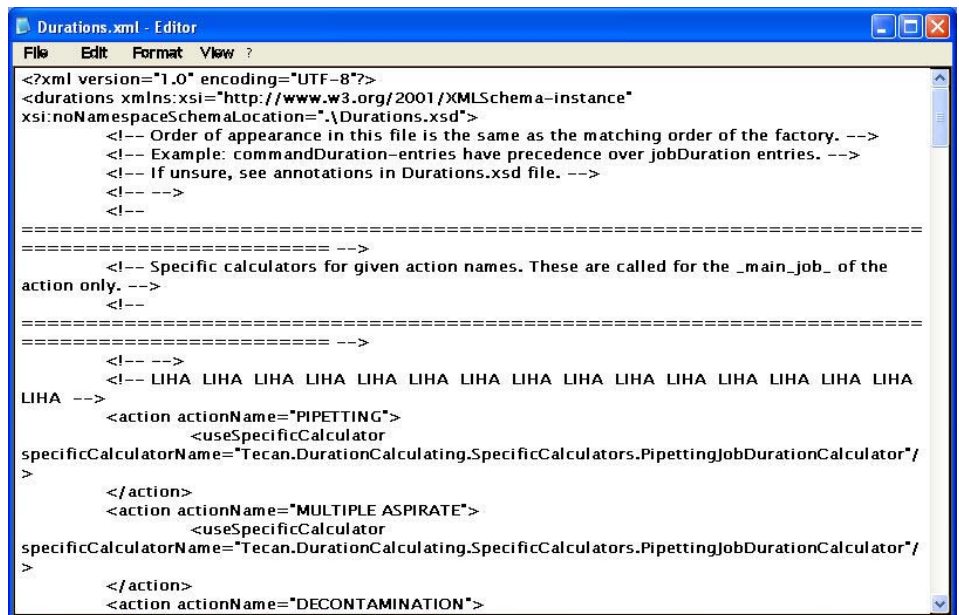 Durations.xml - Editor
File Edit Format View ?
<?xml version="1.0" encoding="UTF-8"?>
<durations xmlns:xsi="http://www.w3.org/2001/XMLSchema-instance"
xsi:noNamespaceSchemaLocation=".\Durations.xsd">
<!-- Order of appearance in this file is the same as the matching order of the factory. -->
<!-- Example: commandDuration-entries have precedence over jobDuration entries. -->
<!-- If unsure, see annotations in Durations.xsd file. -->
<!-- -->
<!--
======================================================================
======================== -->
<!-- Specific calculators for given action names. These are called for the _main_job_ of the
action only. -->
<!--
======================================================================
======================== -->
<!-- -->
<!-- LIHA LIHA LIHA LIHA LIHA LIHA LIHA LIHA LIHA LIHA LIHA LIHA LIHA LIHA LIHA
LIHA -->
<action actionName="PIPETTING">
<useSpecificCalculator
specificCalculatorName="Tecan.DurationCalculating.SpecificCalculators.PipettingJobDurationCalculator"/
>
</action>
<action actionName="MULTIPLE ASPIRATE">
<useSpecificCalculator
specificCalculatorName="Tecan.DurationCalculating.SpecificCalculators.PipettingJobDurationCalculator"/
>
</action>
<action actionName="DECONTAMINATION">